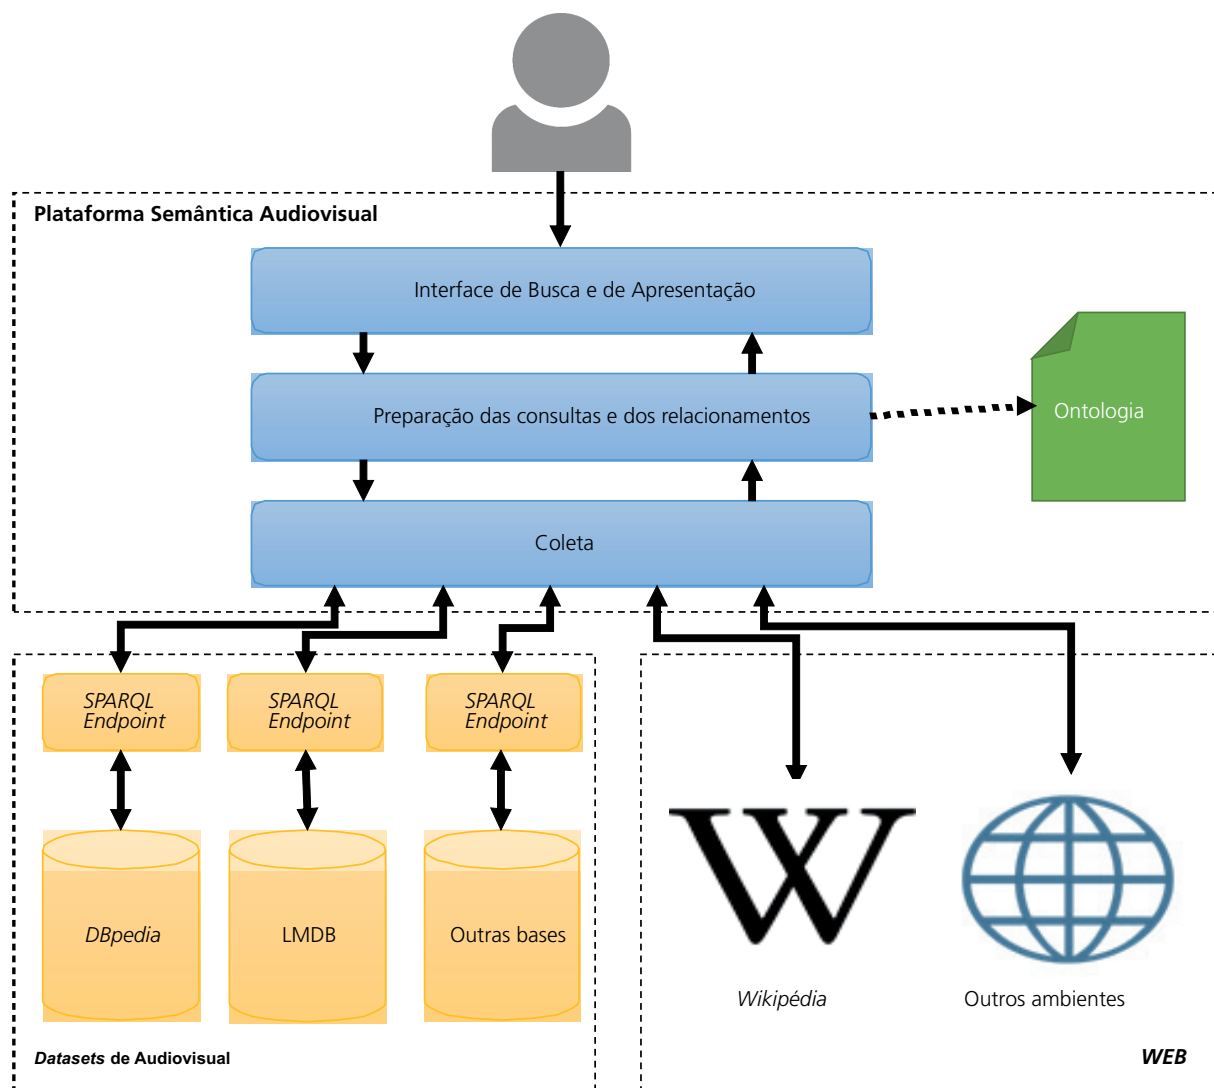 Plataforma Semântica Audiovisual
Interface de Busca e de Apresentação
Preparação das consultas e dos relacionamentos
Ontologia
Coleta
SPARQL
Endpoint
SPARQL
Endpoint
SPARQL
Endpoint
DBpedia
LMDB
Outras bases
W
Wikipédia
Outros ambientes
Datasets de Audiovisual
WEB